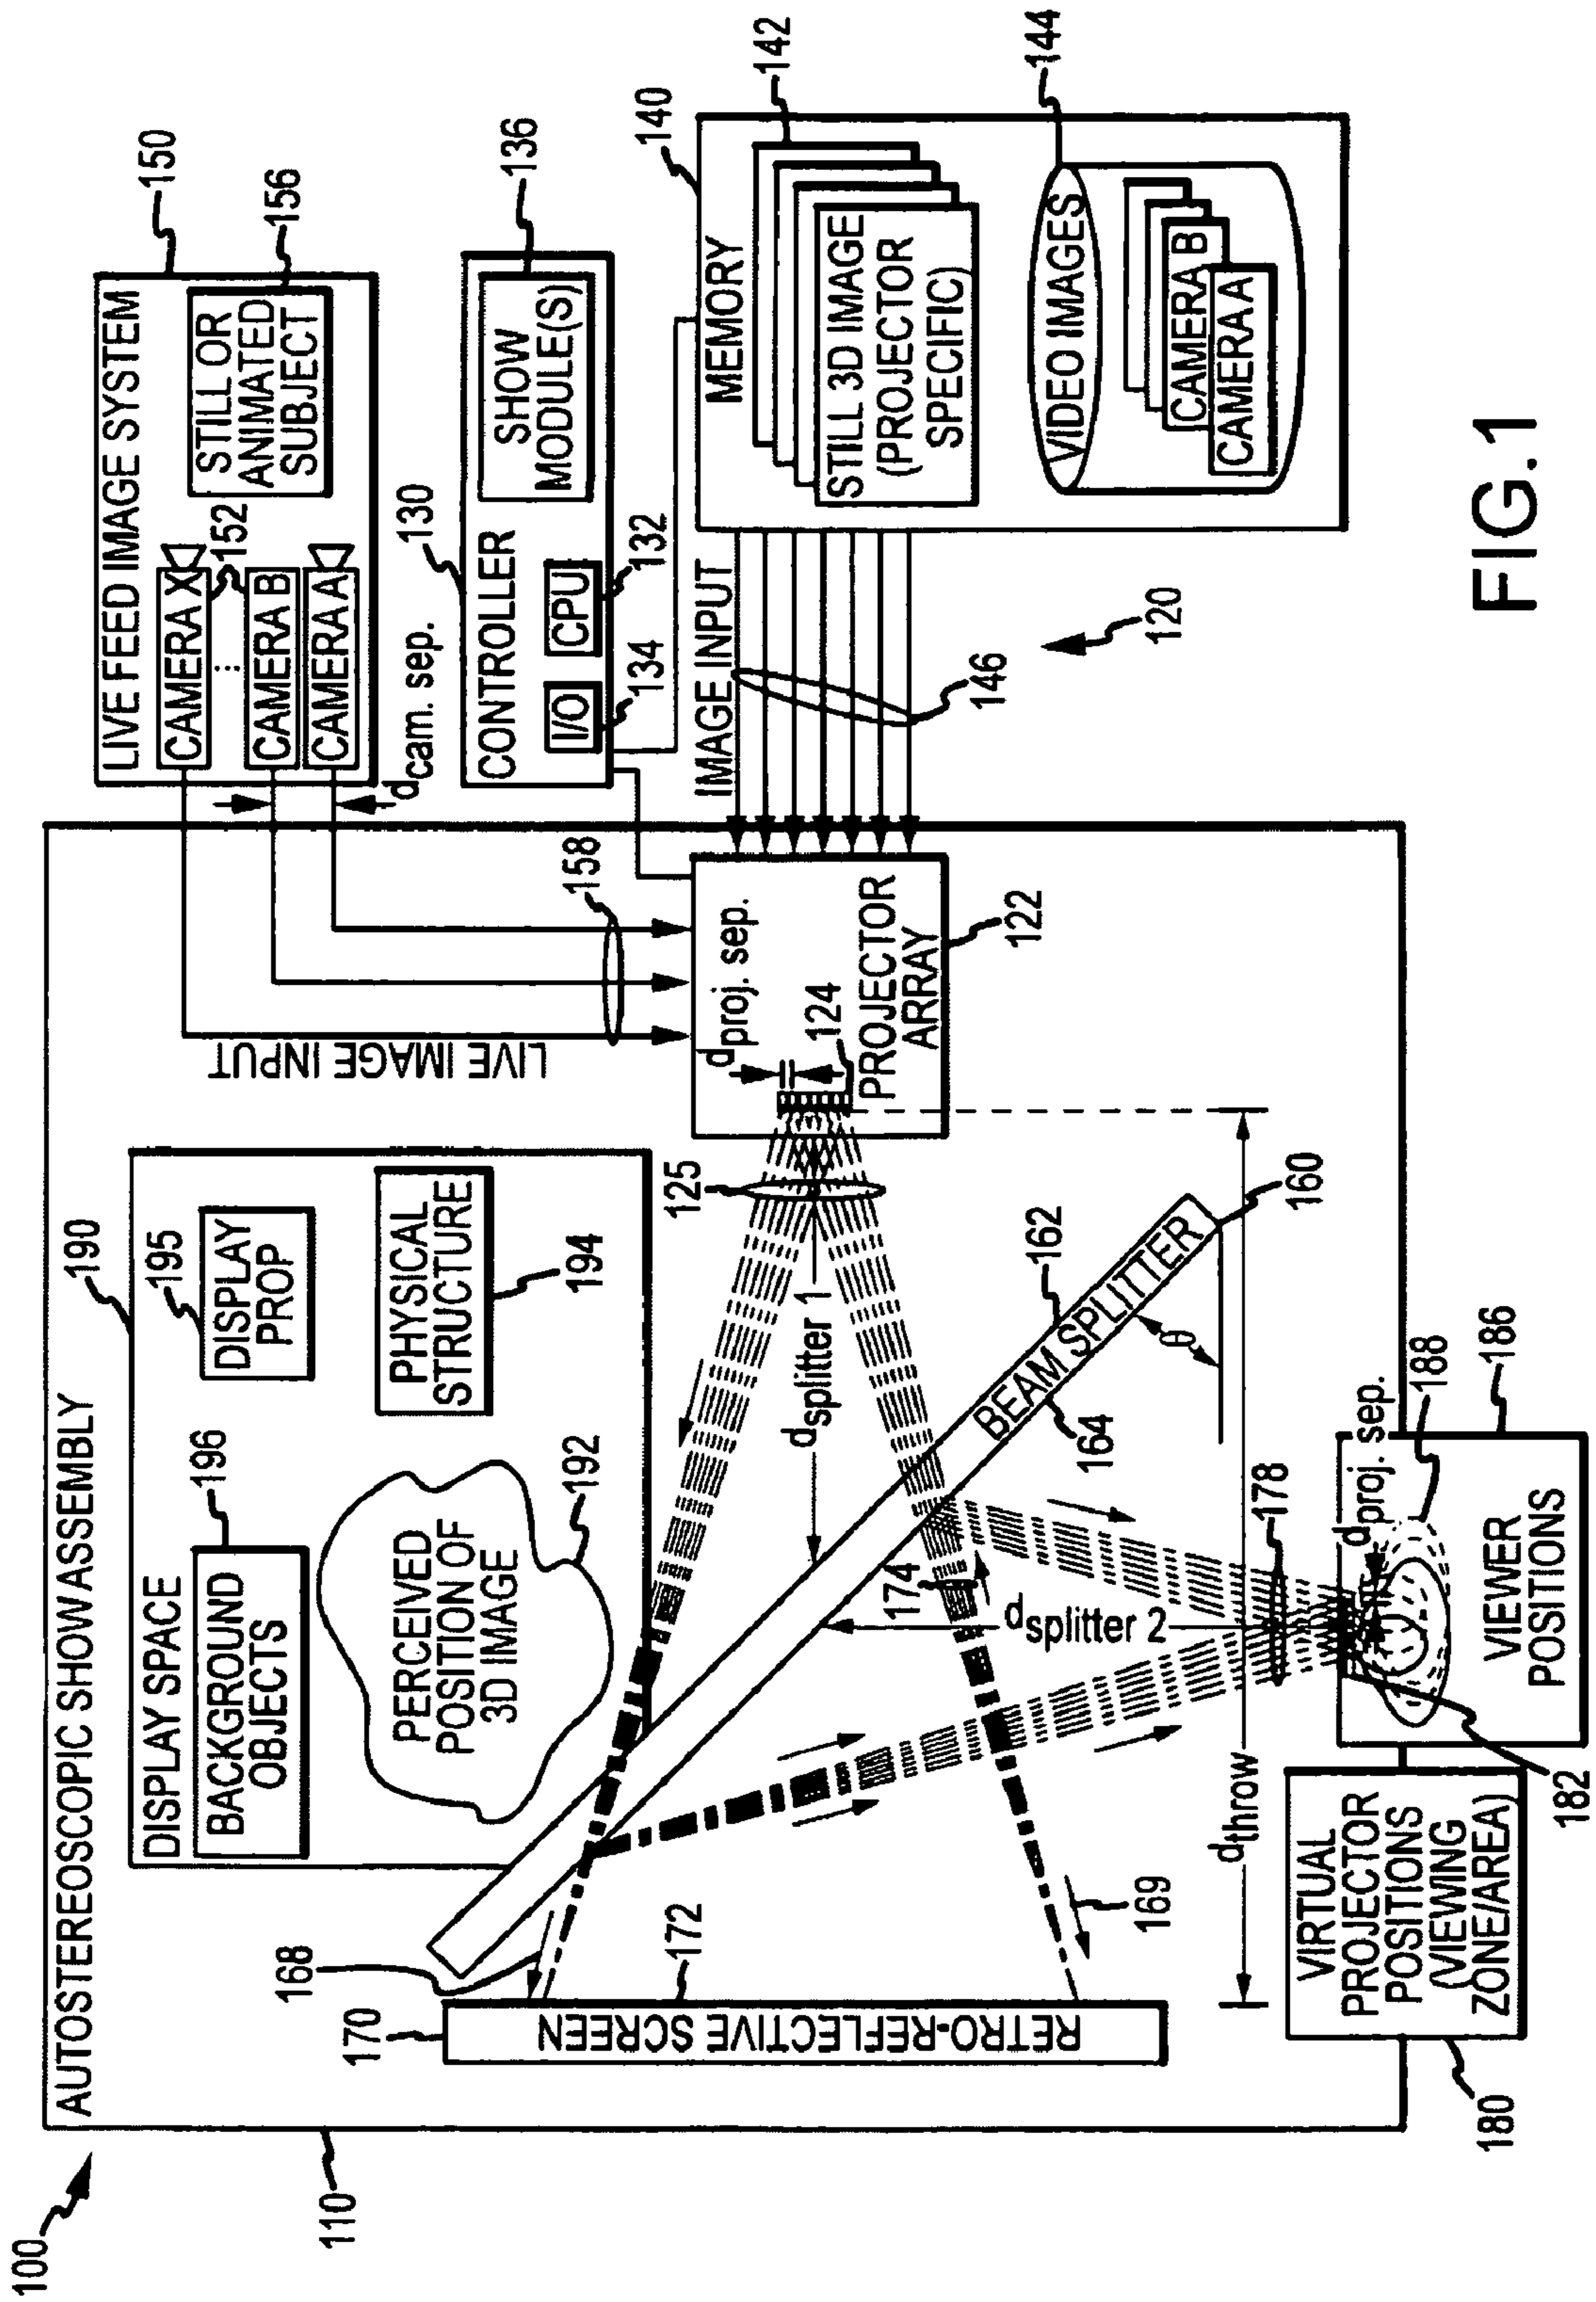 100
110
AUTOSTEREOSCOPIC SHOW ASSEMBLY
190
DISPLAY SPACE
196
BACKGROUND
OBJECTS
195
DISPLAY
PROP
PERCEIVED
POSITION OF
3D IMAGE
192
PHYSICAL
STRUCTURE
194
LIVE IMAGE INPUT
158
150
LIVE FEED IMAGE SYSTEM
CAMERA X
152
CAMERA B
CAMERA A
STILL OR
ANIMATED
SUBJECT
156
dcam. sep.
130
CONTROLLER
I/O
134
CPU
132
SHOW
MODULE(S)
136
IMAGE INPUT
146
120
140
MEMORY
142
STILL 3D IMAGE
(PROJECTOR
SPECIFIC)
144
VIDEO IMAGES
CAMERA B
CAMERA A
dproj. sep.
124
PROJECTOR
ARRAY
122
125
168
170
172
RETRO-REFLECTIVE SCREEN
169
dsplitter 1
162
BEAM SPLITTER
164
160
θ
174
dsplitter 2
dthrow
178
180
VIRTUAL
PROJECTOR
POSITIONS
(VIEWING
ZONE/AREA)
182
dproj. sep.
188
186
VIEWER
POSITIONS
FIG.1